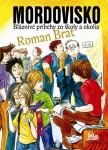 MORDOVISKO
Bláznivé príbehy zo školy a okolia
Roman Brat